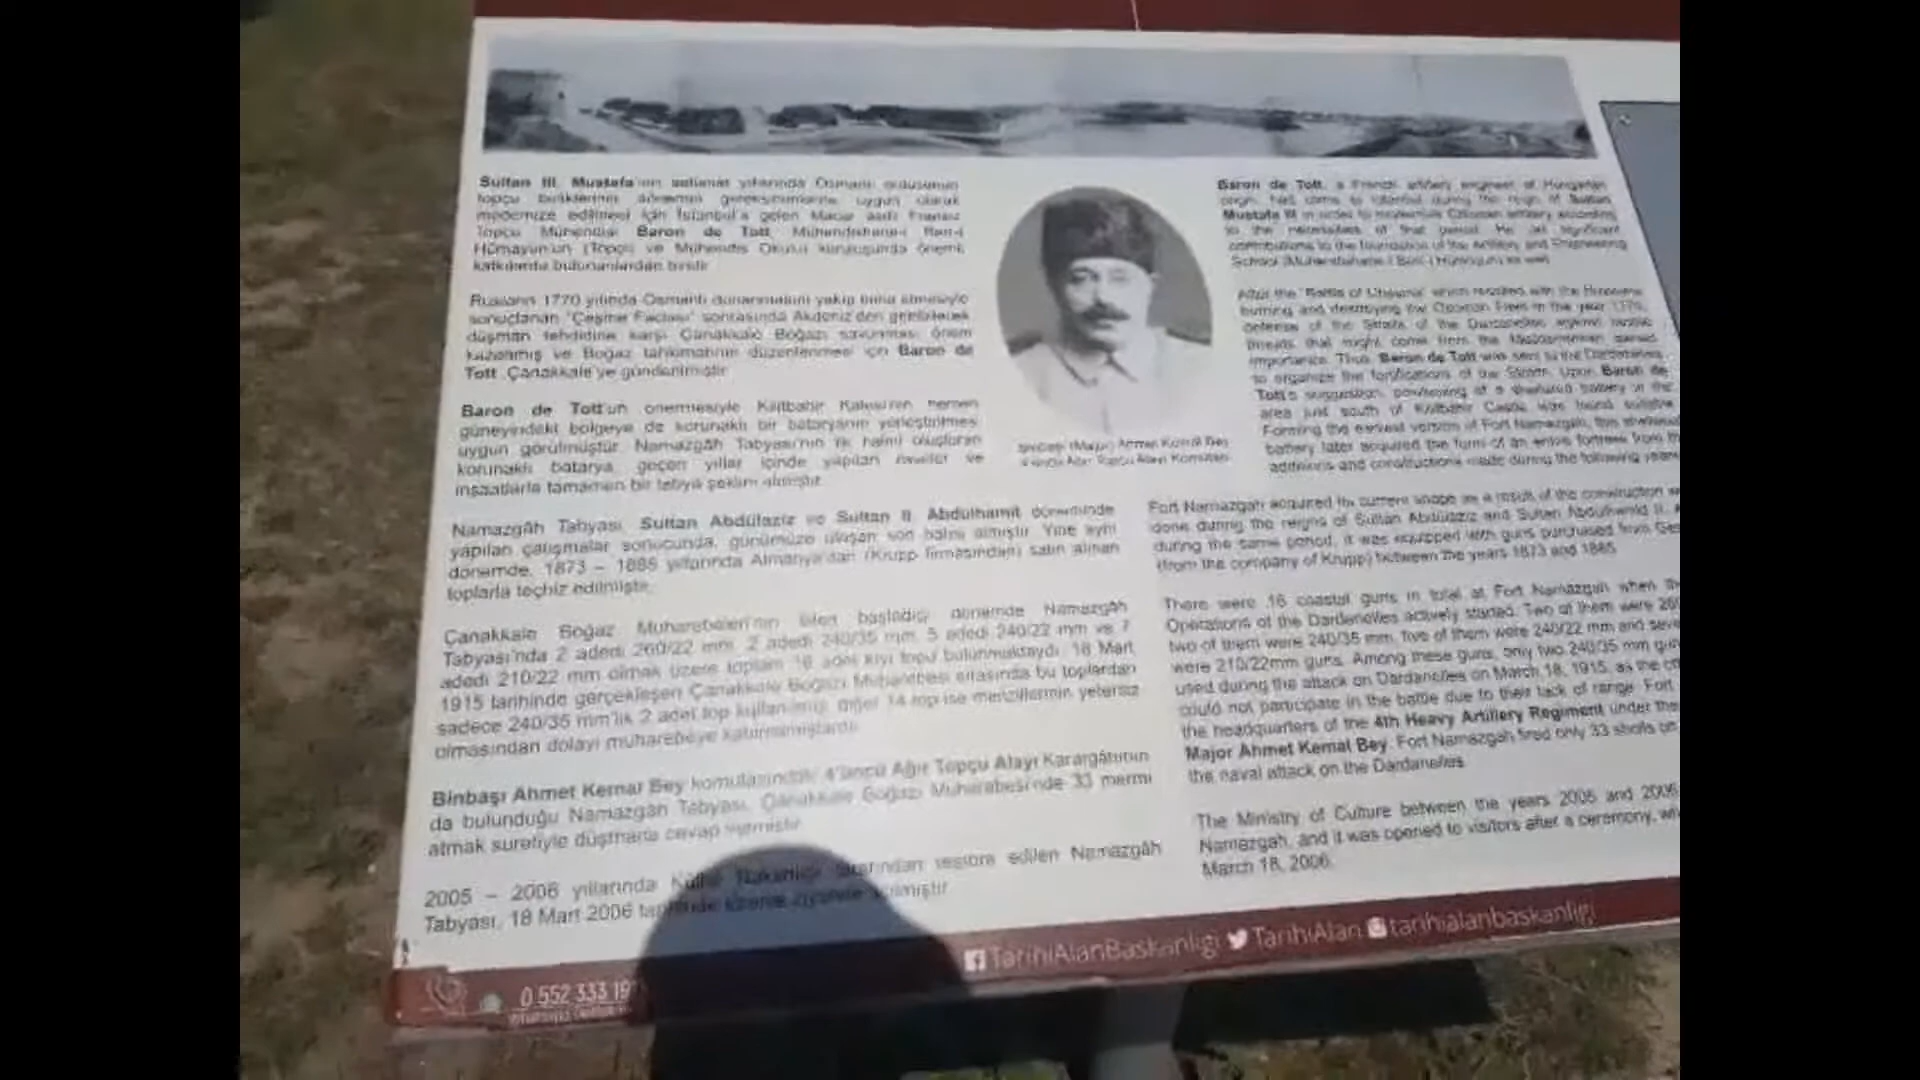 Sultan III. Mustafa'nın saltanat yıllarında Osmanlı ordusunun
topçu birliklerinin dönemin gereksinimlerine uygun olarak
modernize edilmesi için İstanbul'a gelen Macar asıllı Fransız
Topçu Mühendisi Baron de Tott, Mühendishane-i Berr-i
Hümayun'un (Topçu ve Mühendis Okulu) kuruluşunda önemli
katkılarda bulunanlardan biridir.
Rusların 1770 yılında Osmanlı donanmasını yakıp imha etmesiyle
sonuçlanan "Çeşme Faciası" sonrasında Akdeniz'den gelebilecek
düşman tehdidine karşı Çanakkale Boğazı savunması önem
kazanmış ve Boğaz tahkimatının düzenlenmesi için Baron de
Tott Çanakkale'ye gönderilmiştir.
Baron de Tott'un önermesiyle Kilitbahir Kalesi'nin hemen
güneyindeki bölgeye de korunaklı bir bataryanın yerleştirilmesi
uygun görülmüştür. Namazgâh Tabyası'nın ilk halini oluşturan
korunaklı batarya, geçen yıllar içinde yapılan ilaveler ve
inşaatlarla tamamen bir tabya şeklini almıştır.
Namazgâh Tabyası, Sultan Abdülaziz ve Sultan II. Abdülhamit döneminde
yapılan çalışmalar sonucunda, günümüze ulaşan son halini almıştır. Yine aynı
dönemde, 1873 – 1885 yıllarında Almanya'dan (Krupp firmasından) satın alınan
toplarla teçhiz edilmiştir.
Çanakkale Boğaz Muharebeleri'nin fiilen başladığı dönemde Namazgâh
Tabyası'nda 2 adedi 260/22 mm, 2 adedi 240/35 mm, 5 adedi 240/22 mm ve 7
adedi 210/22 mm olmak üzere toplam 16 adet kıyı topu bulunmaktaydı. 18 Mart
1915 tarihinde gerçekleşen Çanakkale Boğazı Muharebesi esnasında bu toplardan
sadece 240/35 mm'lik 2 adet top kullanılmış, diğer 14 top ise menzillerinin yetersiz
olmasından dolayı muharebeye katılmamışlardır.
Binbaşı Ahmet Kemal Bey komutasındaki 4'üncü Ağır Topçu Alayı Karargâhının
da bulunduğu Namazgâh Tabyası, Çanakkale Boğazı Muharebesi'nde 33 mermi
atmak suretiyle düşmana cevap vermiştir.
2005 – 2006 yıllarında Kültür Bakanlığı tarafından restore edilen Namazgâh
Tabyası, 18 Mart 2006 tarihinde törenle ziyarete açılmıştır.
Binbaşı (Major) Ahmet Kemal Bey
4'üncü Ağır Topçu Alayı Komutanı
Baron de Tott, a French artillery engineer of Hungarian
origin, had come to Istanbul during the reign of Sultan
Mustafa III in order to modernize Ottoman artillery according
to the necessities of that period. He significant
contributions to the foundation of the Artillery and Engineering
School (Mühendishane-i Berr-i Hümayun) as well.
After the "Battle of which resulted with the Russians
burning and destroying the Ottoman Fleet in the year 1770,
defense of the Straits of the Dardanelles against
threats that might come from the Mediterranean gained
importance. Thus, Baron de Tott was sent to the Dardanelles
to organize the fortifications of the Straits. Upon Baron de
Tott's suggestion, positioning of a sheltered battery in the
area just south of Kilitbahir Castle was found suitable.
Forming the earliest version of Fort Namazgah, this sheltered
battery later acquired the form of an entire fortress from the
additions and constructions made during the following years
Fort Namazgah acquired its current shape as a result of the construction
done during the reigns of Sultan Abdülaziz and Sultan Abdulhamid II.
during the same period, it was equipped with guns purchased from
(from the company of Krupp) between the years 1873 and 1885.
There were 16 coastal guns in total at Fort Namazgah when
Operations of the Dardanelles actively started. Two of them were
two of them were 240/35 mm, five of them were 240/22 mm and
were 210/22mm guns. Among these guns, only two 240/35 mm
used during the attack on Dardanelles on March 18, 1915, as the
could not participate in the battle due to their lack of range. Fort
the headquarters of the 4th Heavy Artillery Regiment under the
Major Ahmet Kemal Bey. Fort Namazgah fired only 33 shells on
the naval attack on the Dardanelles.
The Ministry of Culture between the years 2005 and 2006
Namazgah, and it was opened to visitors after a ceremony,
March 18, 2006.
TarihiAlanBaskanligi TarihiAlan tarihialanbaskanligi
0 552 333 19